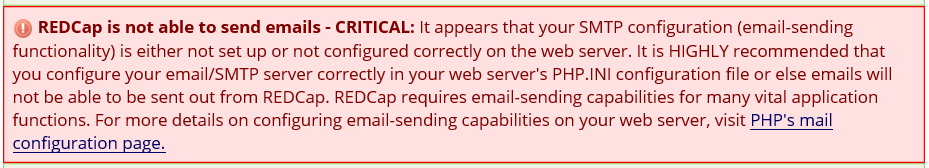 REDCap is not able to send emails - CRITICAL: It appears that your SMTP configuration (email-sending
functionality) is either not set up or not configured correctly on the web server. It is HIGHLY recommended that
you configure your email/SMTP server correctly in your web server's PHP.INI configuration file or else emails will
not be able to be sent out from REDCap. REDCap requires email-sending capabilities for many vital application
functions. For more details on configuring email-sending capabilities on your web server, visit PHP's mail
configuration page.